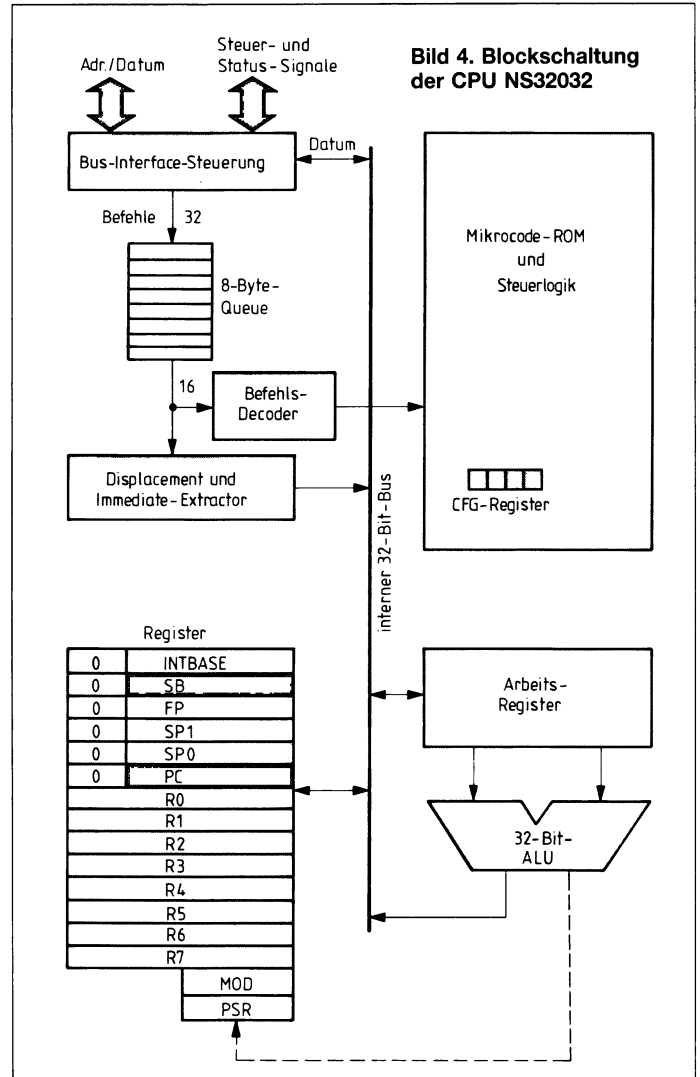 Bild 4. Blockschaltung
der CPU NS32032
Adr./Datum
Steuer- und
Status-Signale
Bus-Interface-Steuerung
Datum
Befehle
32
8-Byte-
Queue
16
Befehls-
Decoder
Displacement und
Immediate-Extractor
interner 32-Bit-Bus
Mikrocode-ROM
und
Steuerlogik
CFG-Register
Register
0 INTBASE
0 SB
0 FP
0 SP1
0 SP0
0 PC
R0
R1
R2
R3
R4
R5
R6
R7
MOD
PSR
Arbeits-
Register
32-Bit-
ALU